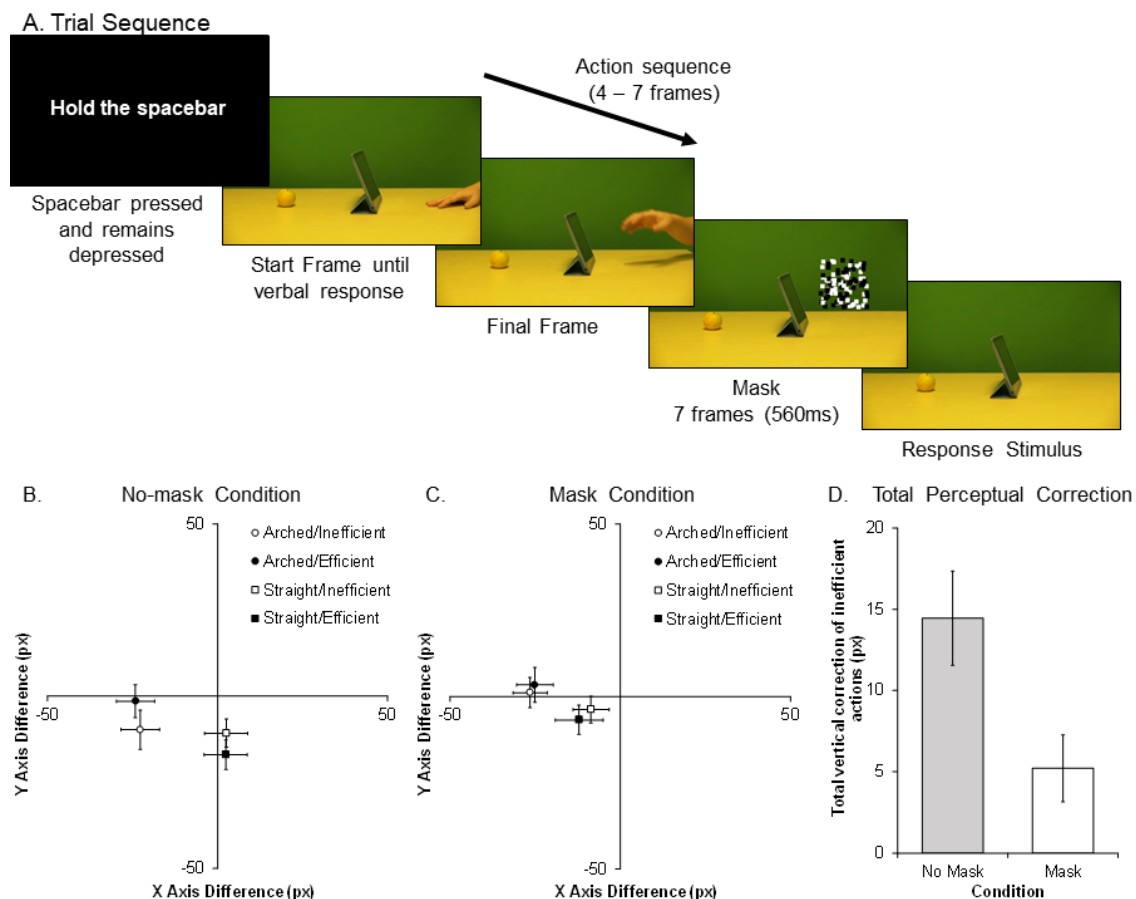 A. Trial Sequence
Hold the spacebar
Spacebar pressed
and remains
depressed
Action sequence
(4 – 7 frames)
Start Frame until
verbal response
Final Frame
Mask
7 frames (560ms)
Response Stimulus
B. No-mask Condition
50
Arched/Inefficient
Arched/Efficient
Straight/Inefficient
Straight/Efficient
Y Axis Difference (px)
-50
50
-50
X Axis Difference (px)
C. Mask Condition
50
Arched/Inefficient
Arched/Efficient
Straight/Inefficient
Straight/Efficient
Y Axis Difference (px)
-50
50
-50
X Axis Difference (px)
D. Total Perceptual Correction
Total vertical correction of inefficient
actions (px)
20
15
10
5
0
No Mask
Mask
Condition